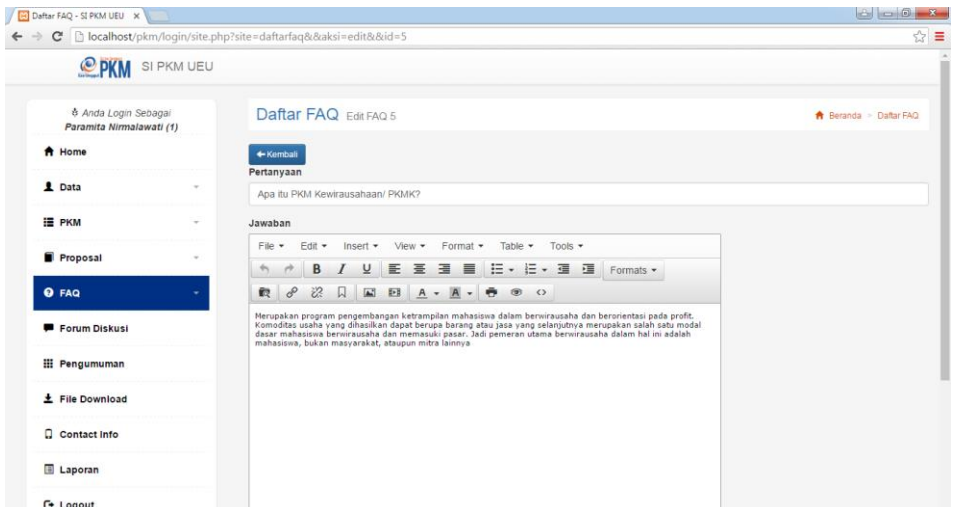 Daftar FAQ - SI PKM UEU
localhost/pkm/login/site.php?site=daftarfaq&&aksi=edit&&id=5
PKM SI PKM UEU
Anda Login Sebagai
Paramita Nirmalawati (1)
Home
Data
PKM
Proposal
FAQ
Forum Diskusi
Pengumuman
File Download
Contact Info
Laporan
Logout
Daftar FAQ Edit FAQ 5
Beranda > Daftar FAQ
Kembali
Pertanyaan
Apa itu PKM Kewirausahaan/ PKMK?
Jawaban
File Edit Insert View Format Table Tools
B I U Formats
A A
Merupakan program pengembangan ketrampilan mahasiswa dalam berwirausaha dan berorientasi pada profit.
Komoditas usaha yang dihasilkan dapat berupa barang atau jasa yang selanjutnya merupakan salah satu modal
dasar mahasiswa berwirausaha dan memasuki pasar. Jadi pemeran utama berwirausaha dalam hal ini adalah
mahasiswa, bukan masyarakat, ataupun mitra lainnya